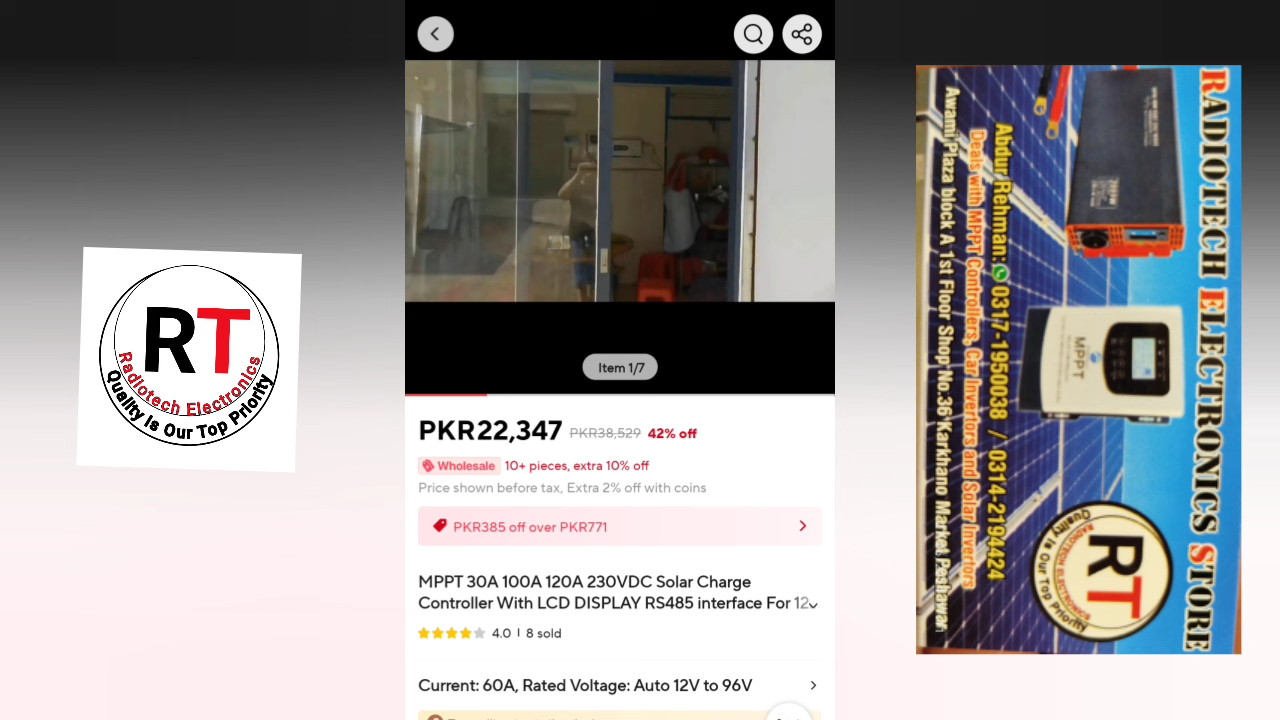 RT
Radiotech Electronics
Quality Is Our Top Priority
Item 1/7
PKR22,347 PKR38,529 42% off
Wholesale 10+ pieces, extra 10% off
Price shown before tax, Extra 2% off with coins
PKR385 off over PKR771
MPPT 30A 100A 120A 230VDC Solar Charge
Controller With LCD DISPLAY RS485 interface For 12
4.0 | 8 sold
Current: 60A, Rated Voltage: Auto 12V to 96V
RADIOTECH ELECTRONICS STORE
MPPT
RT
RADIOTECH ELECTRONICS
Quality Is Our Top Priority
Abdur Rehman: 0317-1950038 / 0314-2194424
Deals with MPPT Controllers, Car Invertors and Solar Invertors
Awami Plaza block A 1st Floor Shop No.36 Karkhano Market Peshawar